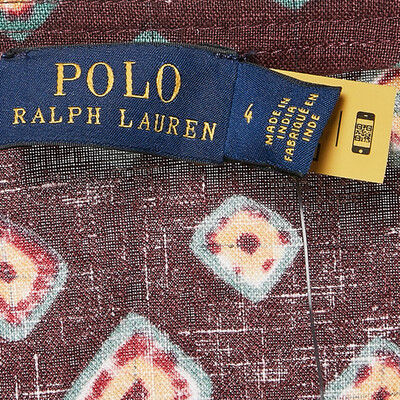 POLO
RALPH LAUREN
4
MADE IN
INDIA
FABRIQUÉ EN
INDE